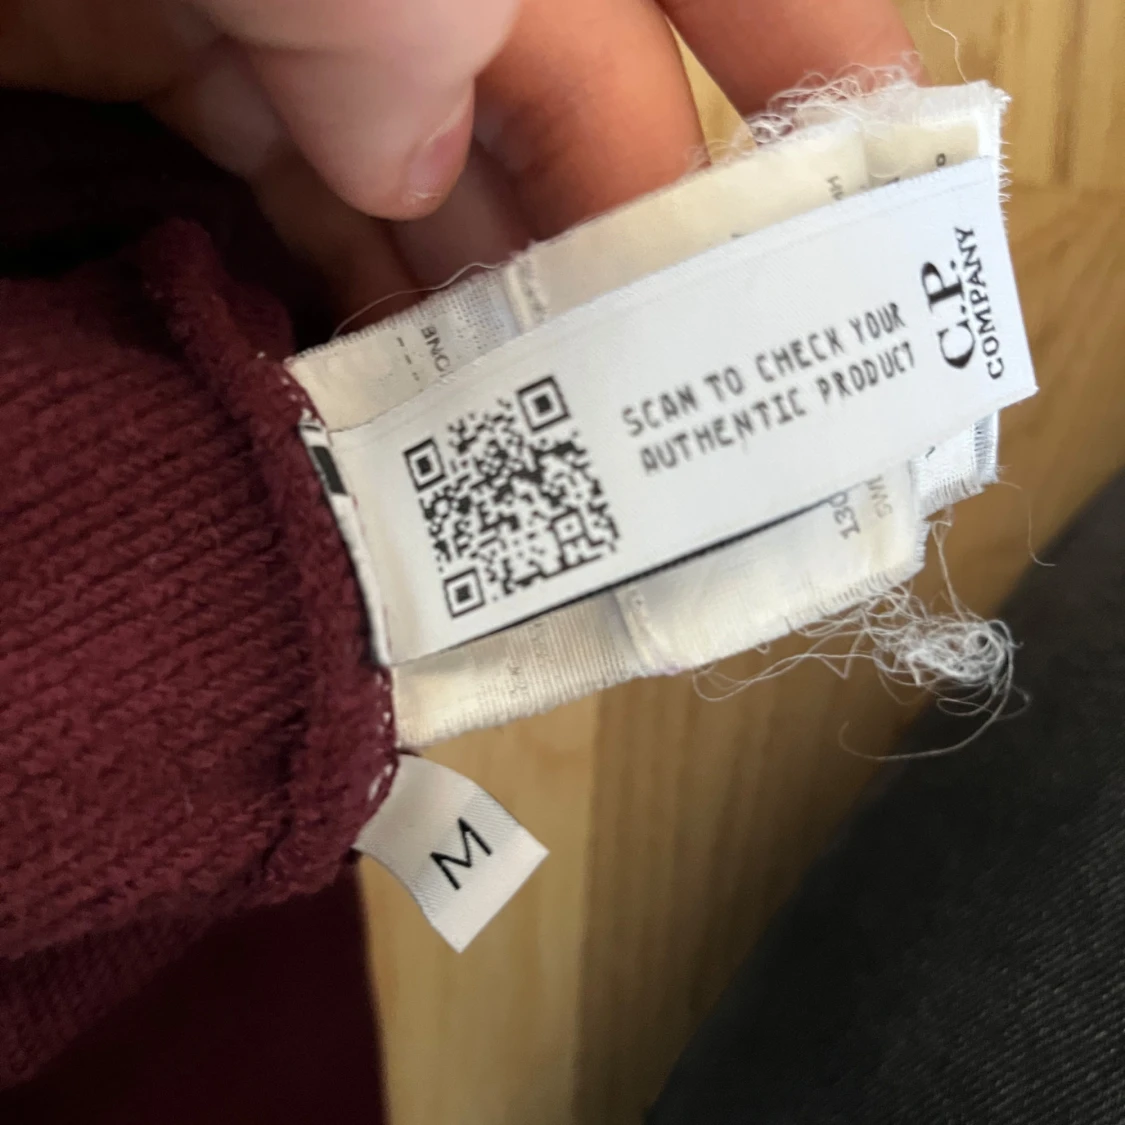 SCAN TO CHECK YOUR
AUTHENTIC PRODUCT
C.P.
COMPANY
M